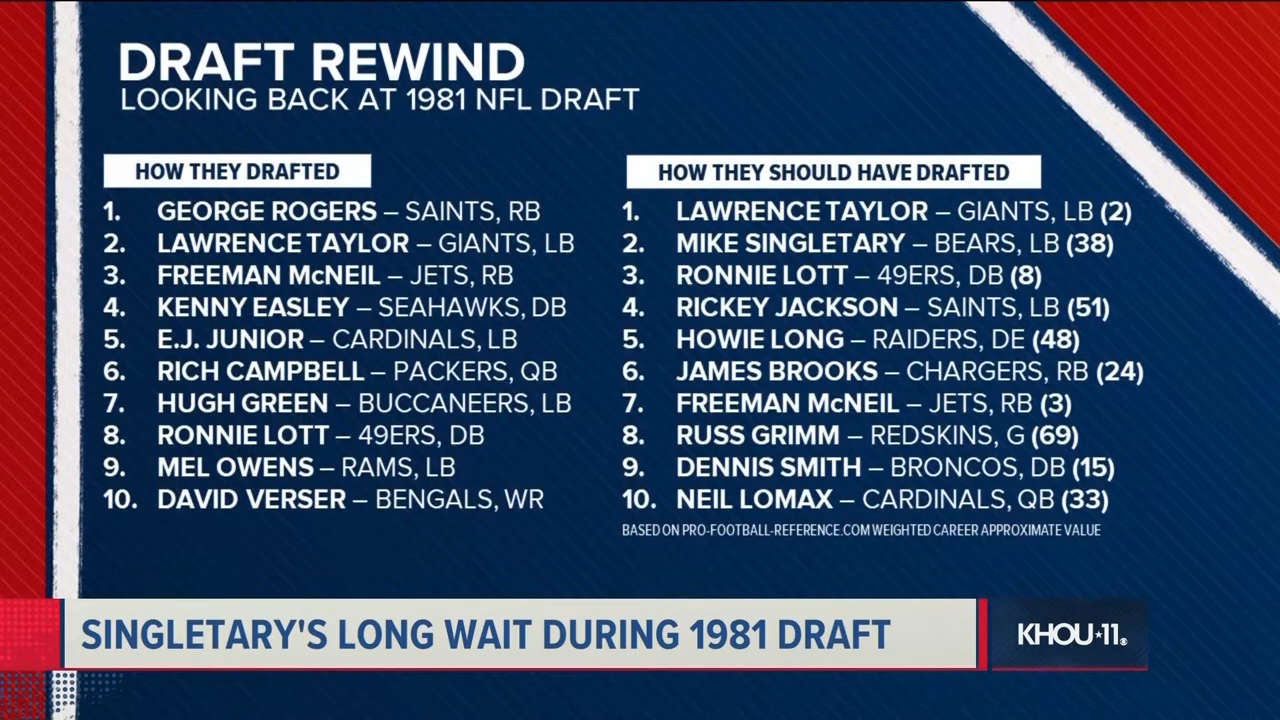 DRAFT REWIND
LOOKING BACK AT 1981 NFL DRAFT
HOW THEY DRAFTED
1. GEORGE ROGERS – SAINTS, RB
2. LAWRENCE TAYLOR – GIANTS, LB
3. FREEMAN McNEIL – JETS, RB
4. KENNY EASLEY – SEAHAWKS, DB
5. E.J. JUNIOR – CARDINALS, LB
6. RICH CAMPBELL – PACKERS, QB
7. HUGH GREEN – BUCCANEERS, LB
8. RONNIE LOTT – 49ERS, DB
9. MEL OWENS – RAMS, LB
10. DAVID VERSER – BENGALS, WR
HOW THEY SHOULD HAVE DRAFTED
1. LAWRENCE TAYLOR – GIANTS, LB (2)
2. MIKE SINGLETARY – BEARS, LB (38)
3. RONNIE LOTT – 49ERS, DB (8)
4. RICKEY JACKSON – SAINTS, LB (51)
5. HOWIE LONG – RAIDERS, DE (48)
6. JAMES BROOKS – CHARGERS, RB (24)
7. FREEMAN McNEIL – JETS, RB (3)
8. RUSS GRIMM – REDSKINS, G (69)
9. DENNIS SMITH – BRONCOS, DB (15)
10. NEIL LOMAX – CARDINALS, QB (33)
BASED ON PRO-FOOTBALL-REFERENCE.COM WEIGHTED CAREER APPROXIMATE VALUE
SINGLETARY'S LONG WAIT DURING 1981 DRAFT
KHOU★11®